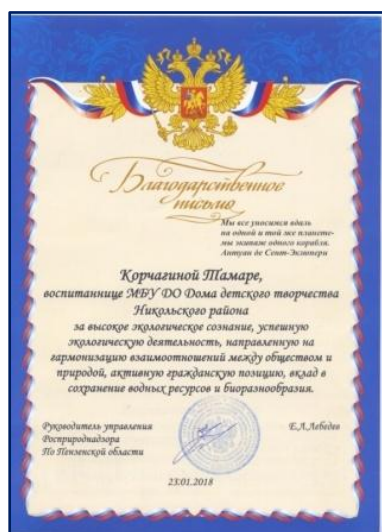 Благодарственное
письмо
Мы все уносимся вдаль
на одной и той же планете-
мы экипаж одного корабля.
Антуан де Сент-Экзюпери
Корчагиной Тамаре,
воспитаннице МБУ ДО Дома детского творчества
Никольского района
за высокое экологическое сознание, успешную
экологическую деятельность, направленную на
гармонизацию взаимоотношений между обществом и
природой, активную гражданскую позицию, вклад в
сохранение водных ресурсов и биоразнообразия.
Руководитель управления
Росприроднадзора
По Пензенской области
Е.А.Лебедев
23.01.2018